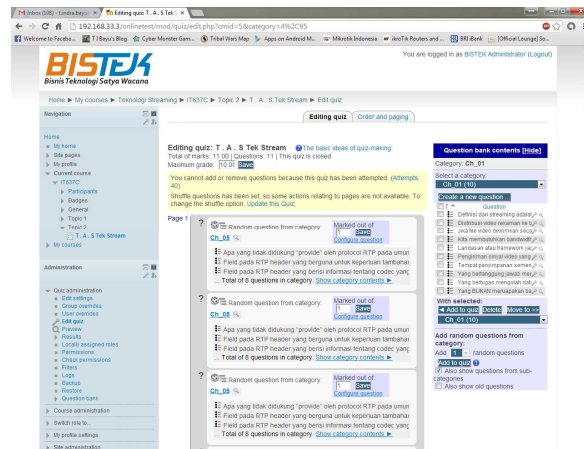 Inbox (106) - t.indra.bayu
Editing quiz: T . A . S Tek S
192.168.33.3/onlinetest/mod/quiz/edit.php?cmid=5&category=4%2C95
Welcome to Facebo...
T.I Bayu's Blog
Cyber Monster Gam...
Tribal Wars Map
Apps on Android M...
Mikrotik Indonesia
BRI iBank
[Official Lounge] So...
You are logged in as BISTEK Administrator (Logout)
BISTEK
Bisnis Teknologi Satya Wacana
Home ► My courses ► Teknologi Streaming ► IT637C ► Topic 2 ► T . A . S Tek Stream ► Edit quiz
Navigation
Home
My home
Site pages
My profile
Current course
IT637C
Participants
Badges
General
Topic 1
Topic 2
T . A . S Tek Stream
My courses
Administration
Quiz administration
Edit settings
Group overrides
User overrides
Edit quiz
Preview
Results
Locally assigned roles
Permissions
Check permissions
Filters
Logs
Backup
Restore
Question bank
Course administration
Switch role to...
My profile settings
Site administration
Editing quiz
Order and paging
Editing quiz: T . A . S Tek Stream The basic ideas of quiz-making
Total of marks: 11.00 | Questions: 11 | This quiz is closed
Maximum grade: 10.00 Save
You cannot add or remove questions because this quiz has been attempted. (Attempts: 40)
Shuffle questions has been set, so some actions relating to pages are not available. To change the shuffle option, Update this Quiz.
Page 1
? Random question from category
Ch_05
Marked out of:
1 Save
Configure question
Apa yang tidak didukung "provide" oleh protocol RTP pada umun
Field pada RTP header yang berguna untuk keperluan tambahan
Field pada RTP header yang berisi informasi tentang codec yang
... Total of 8 questions in category. Show category contents ►
? Random question from category
Ch_05
Marked out of:
1 Save
Configure question
Apa yang tidak didukung "provide" oleh protocol RTP pada umun
Field pada RTP header yang berguna untuk keperluan tambahan
Field pada RTP header yang berisi informasi tentang codec yang
... Total of 8 questions in category. Show category contents ►
? Random question from category
Ch_05
Marked out of:
1 Save
Configure question
Apa yang tidak didukung "provide" oleh protocol RTP pada umun
Field pada RTP header yang berguna untuk keperluan tambahan
Field pada RTP header yang berisi informasi tentang codec yang
... Total of 8 questions in category. Show category contents ►
Question bank contents [Hide]
Category: Ch_01
Select a category:
Ch_01 (10)
Create a new question ...
T Question
Definisi dari streaming adalah
Distribusi video rekaman ke
Jika file video dikirimkan
Kita membutuhkan bandwidth
Landasan atau framework
Pengiriman sinyal video yang
Tempat penyimpanan
Yang bertanggung jawab
Yang bertugas mengolah
Yang BUKAN merupakan
With selected:
◄ Add to quiz Delete Move to >>
Ch_01 (10)
Add random questions from category:
Add 1 random questions
Add to quiz
Also show questions from sub-categories
Also show old questions